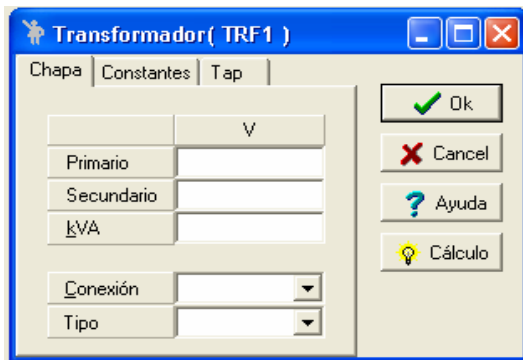 Transformador( TRF1 )
Chapa Constantes Tap
V
Primario
Secundario
kVA
Conexión
Tipo
Ok
Cancel
Ayuda
Cálculo